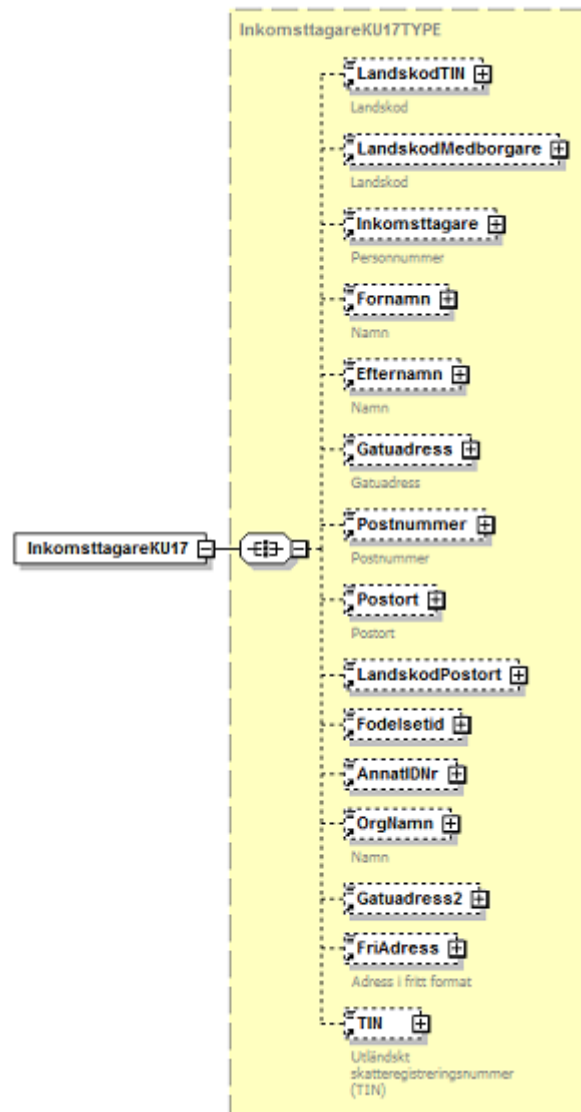 InkomsttagareKU17TYPE
LandskodTIN
Landskod
LandskodMedborgare
Landskod
Inkomsttagare
Personnummer
Fornamn
Namn
Efternamn
Namn
Gatuadress
Gatuadress
Postnummer
Postnummer
InkomsttagareKU17
Postort
Postort
LandskodPostort
Fodelsetid
AnnatIDNr
OrgNamn
Namn
Gatuadress2
FriAdress
Adress i fritt format
TIN
Utländskt
skatteregistreringsnummer
(TIN)